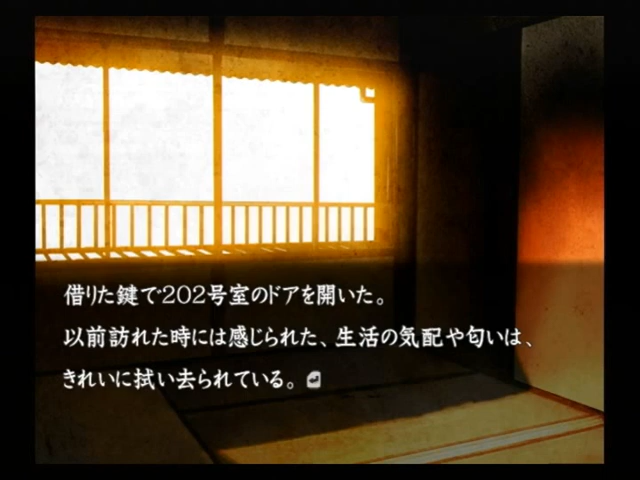 借りた鍵で202号室のドアを開いた。
以前訪れた時には感じられた、生活の気配や匂いは、
きれいに拭い去られている。